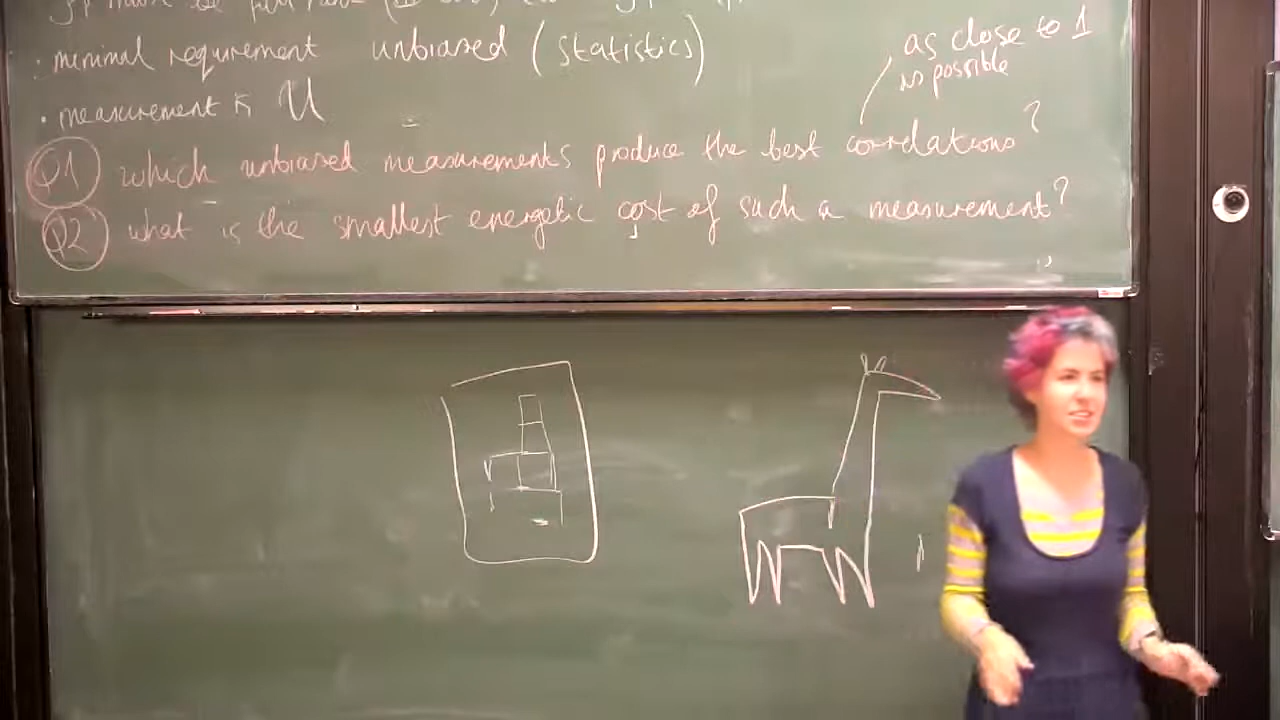 minimal requirement unbiased (statistics)
as close to 1
as possible
measurement is U
Q1 which unbiased measurements produce the best correlations?
Q2 what is the smallest energetic cost of such a measurement?